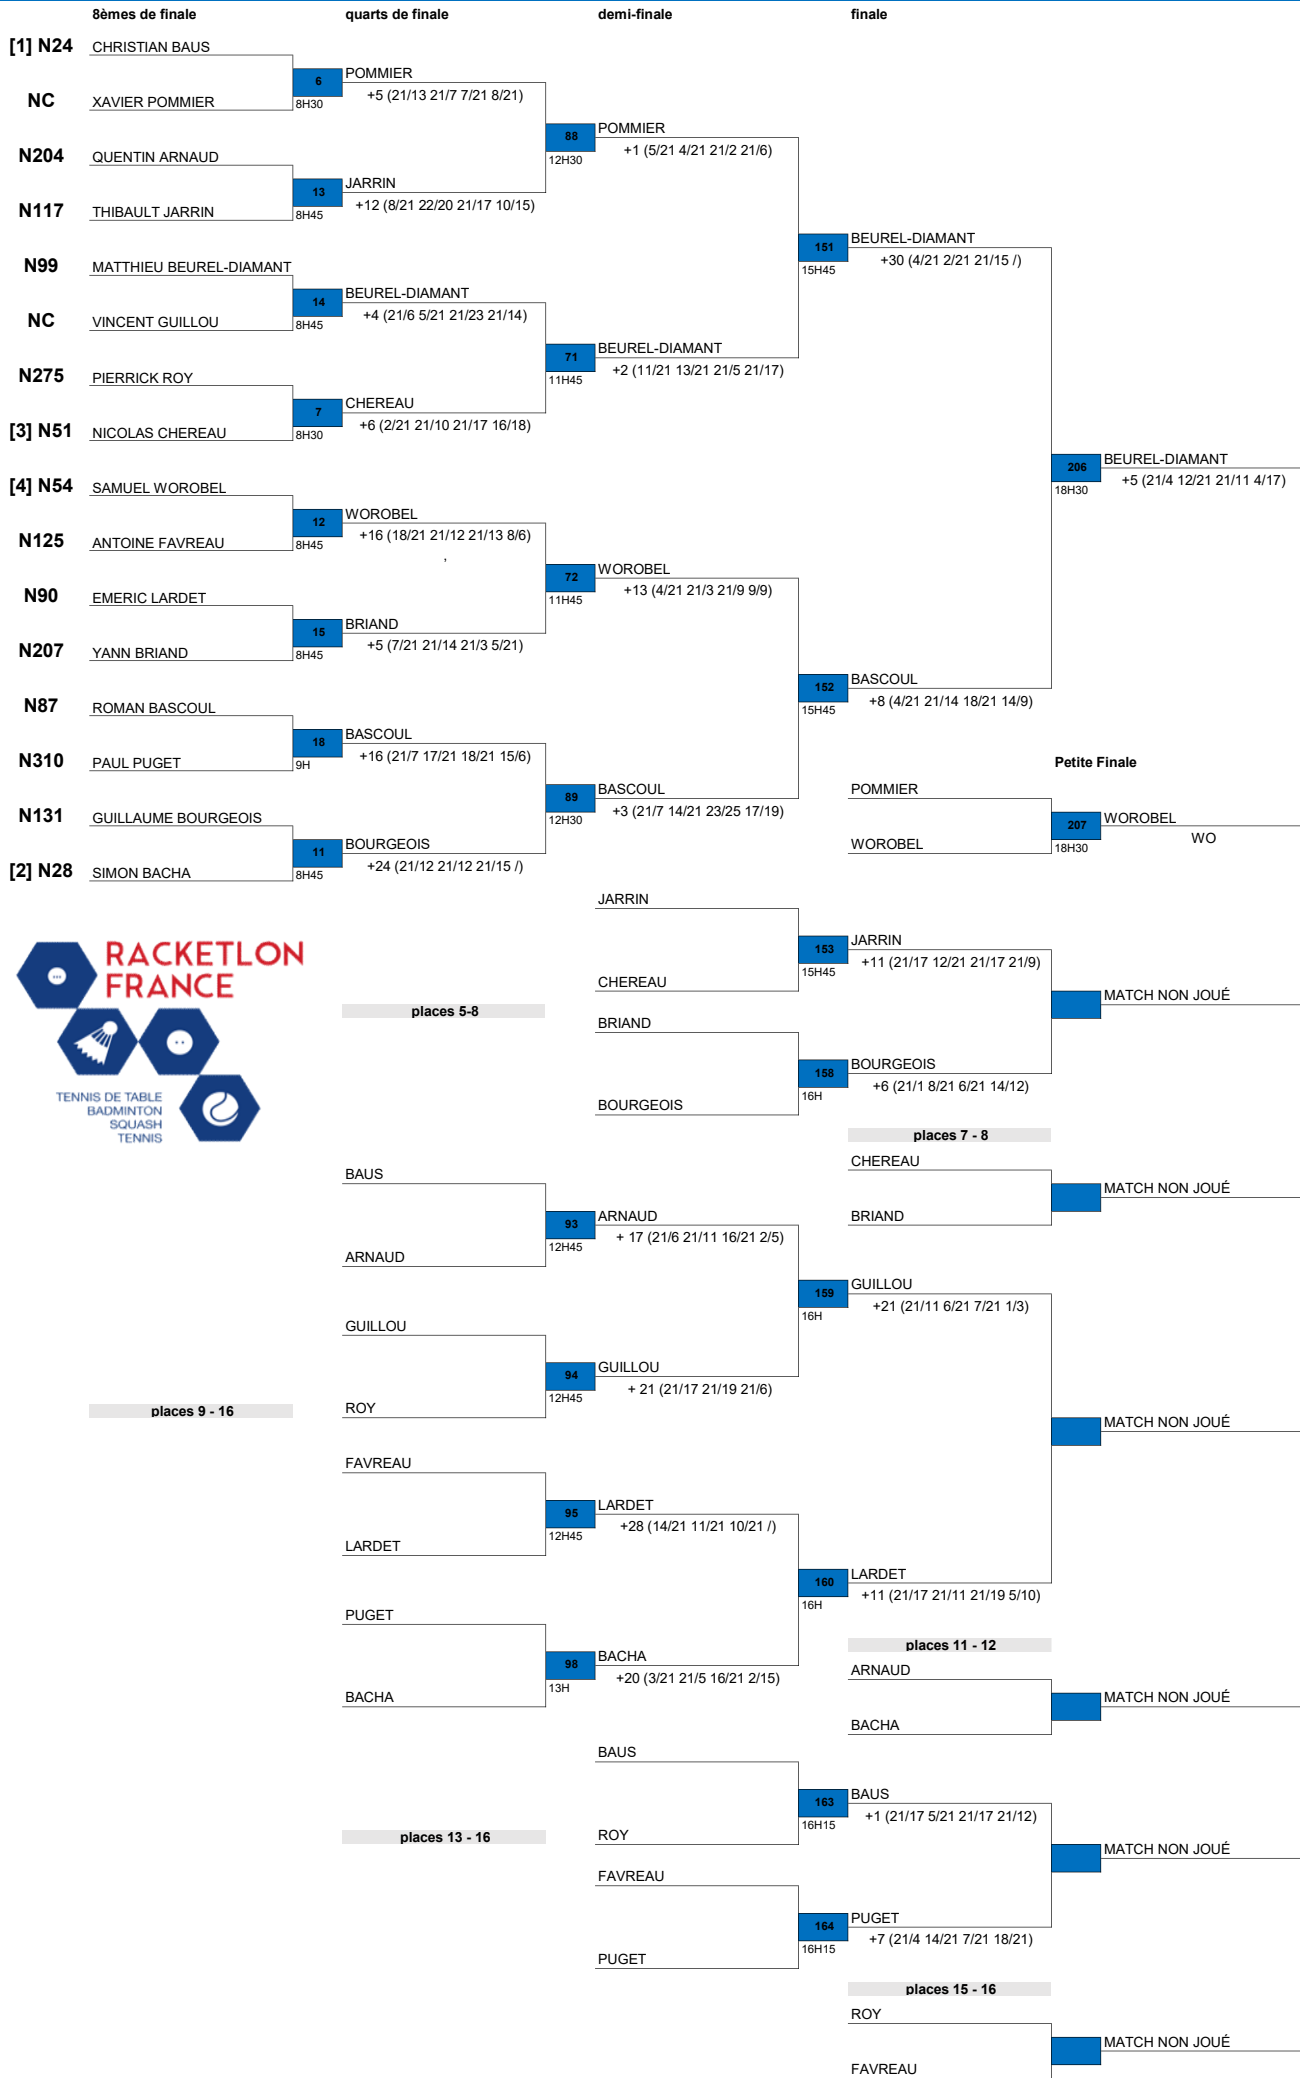 8èmes de finale quarts de finale demi-finale finale
[1] N24 CHRISTIAN BAUS
6 POMMIER
8H30 +5 (21/13 21/7 7/21 8/21)
NC XAVIER POMMIER
88 POMMIER
12H30 +1 (5/21 4/21 21/2 21/6)
N204 QUENTIN ARNAUD
13 JARRIN
8H45 +12 (8/21 22/20 21/17 10/15)
N117 THIBAULT JARRIN
151 BEUREL-DIAMANT
15H45 +30 (4/21 2/21 21/15 /)
N99 MATTHIEU BEUREL-DIAMANT
14 BEUREL-DIAMANT
8H45 +4 (21/6 5/21 21/23 21/14)
NC VINCENT GUILLOU
71 BEUREL-DIAMANT
11H45 +2 (11/21 13/21 21/5 21/17)
N275 PIERRICK ROY
7 CHEREAU
8H30 +6 (2/21 21/10 21/17 16/18)
[3] N51 NICOLAS CHEREAU
206 BEUREL-DIAMANT
18H30 +5 (21/4 12/21 21/11 4/17)
[4] N54 SAMUEL WOROBEL
12 WOROBEL
8H45 +16 (18/21 21/12 21/13 8/6)
,
N125 ANTOINE FAVREAU
72 WOROBEL
11H45 +13 (4/21 21/3 21/9 9/9)
N90 EMERIC LARDET
15 BRIAND
8H45 +5 (7/21 21/14 21/3 5/21)
N207 YANN BRIAND
152 BASCOUL
15H45 +8 (4/21 21/14 18/21 14/9)
N87 ROMAN BASCOUL
18 BASCOUL
9H +16 (21/7 17/21 18/21 15/6)
N310 PAUL PUGET
89 BASCOUL
12H30 +3 (21/7 14/21 23/25 17/19)
N131 GUILLAUME BOURGEOIS
11 BOURGEOIS
8H45 +24 (21/12 21/12 21/15 /)
[2] N28 SIMON BACHA
Petite Finale
POMMIER
207 WOROBEL
18H30 WO
WOROBEL
RACKETLON
FRANCE
TENNIS DE TABLE
BADMINTON
SQUASH
TENNIS
places 5-8
JARRIN
153 JARRIN
15H45 +11 (21/17 12/21 21/17 21/9)
CHEREAU
MATCH NON JOUÉ
BRIAND
158 BOURGEOIS
16H +6 (21/1 8/21 6/21 14/12)
BOURGEOIS
places 7 - 8
CHEREAU
MATCH NON JOUÉ
BRIAND
places 9 - 16
BAUS
93 ARNAUD
12H45 + 17 (21/6 21/11 16/21 2/5)
ARNAUD
159 GUILLOU
16H +21 (21/11 6/21 7/21 1/3)
GUILLOU
94 GUILLOU
12H45 + 21 (21/17 21/19 21/6)
ROY
MATCH NON JOUÉ
FAVREAU
95 LARDET
12H45 +28 (14/21 11/21 10/21 /)
LARDET
160 LARDET
16H +11 (21/17 21/11 21/19 5/10)
PUGET
98 BACHA
13H +20 (3/21 21/5 16/21 2/15)
BACHA
places 11 - 12
ARNAUD
MATCH NON JOUÉ
BACHA
places 13 - 16
BAUS
163 BAUS
16H15 +1 (21/17 5/21 21/17 21/12)
ROY
MATCH NON JOUÉ
FAVREAU
164 PUGET
16H15 +7 (21/4 14/21 7/21 18/21)
PUGET
places 15 - 16
ROY
MATCH NON JOUÉ
FAVREAU